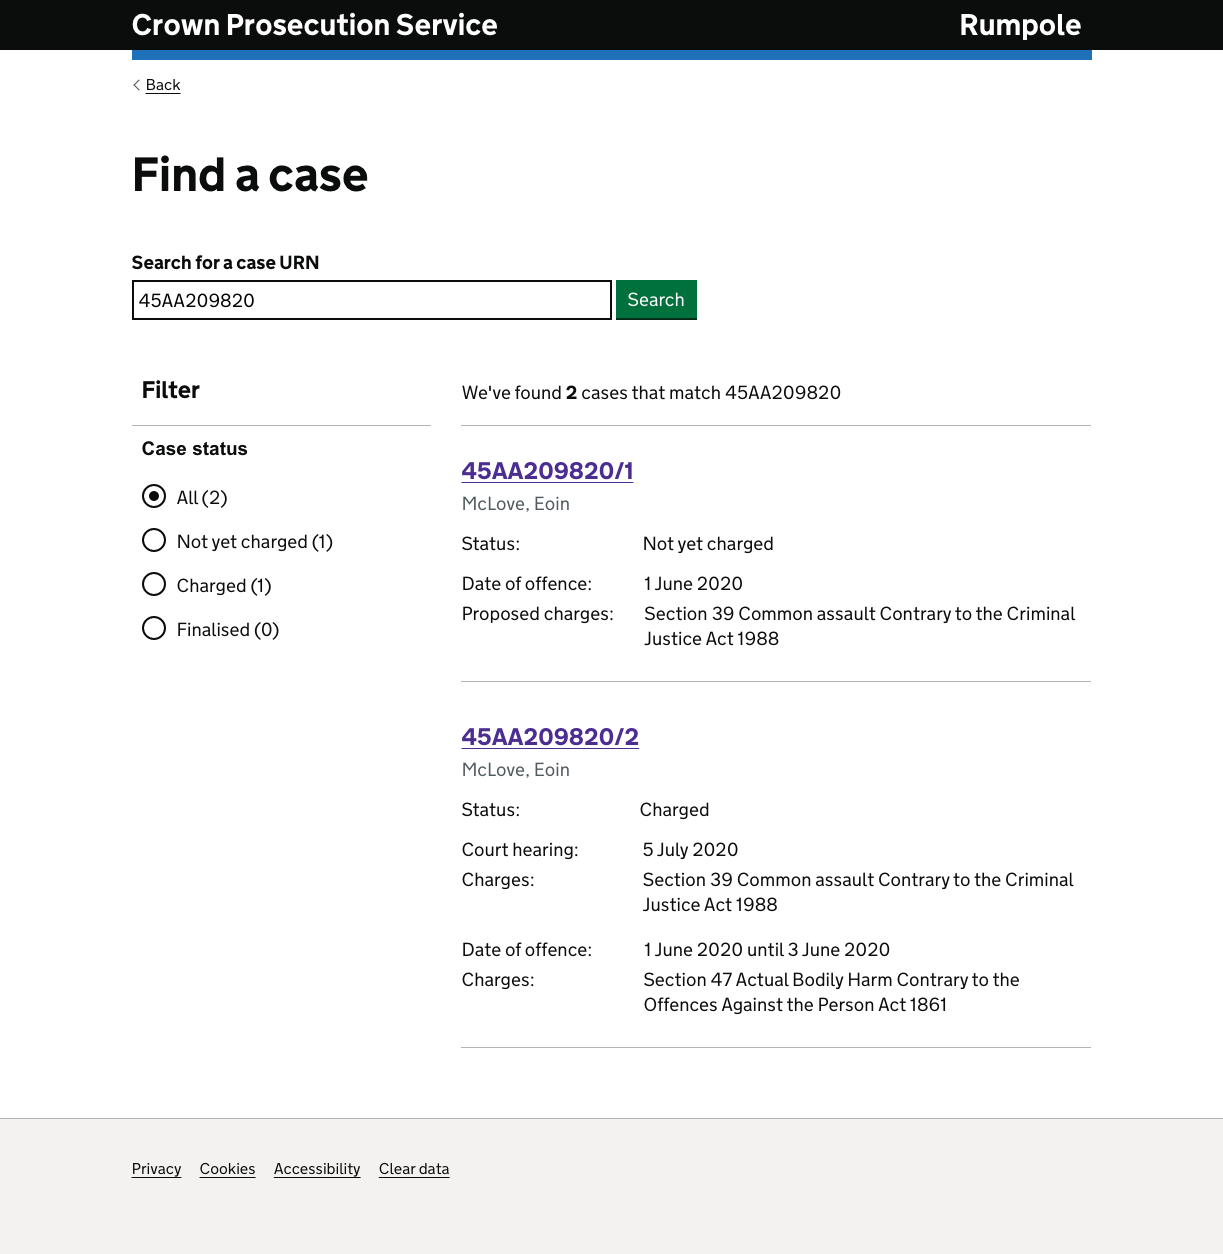 Crown Prosecution Service
Rumpole
Back
Find a case
Search for a case URN
45AA209820
Search
Filter
Case status
All (2)
Not yet charged (1)
Charged (1)
Finalised (0)
We've found 2 cases that match 45AA209820
45AA209820/1
McLove, Eoin
Status: Not yet charged
Date of offence: 1 June 2020
Proposed charges: Section 39 Common assault Contrary to the Criminal
Justice Act 1988
45AA209820/2
McLove, Eoin
Status: Charged
Court hearing: 5 July 2020
Charges: Section 39 Common assault Contrary to the Criminal
Justice Act 1988
Date of offence: 1 June 2020 until 3 June 2020
Charges: Section 47 Actual Bodily Harm Contrary to the
Offences Against the Person Act 1861
Privacy Cookies Accessibility Clear data